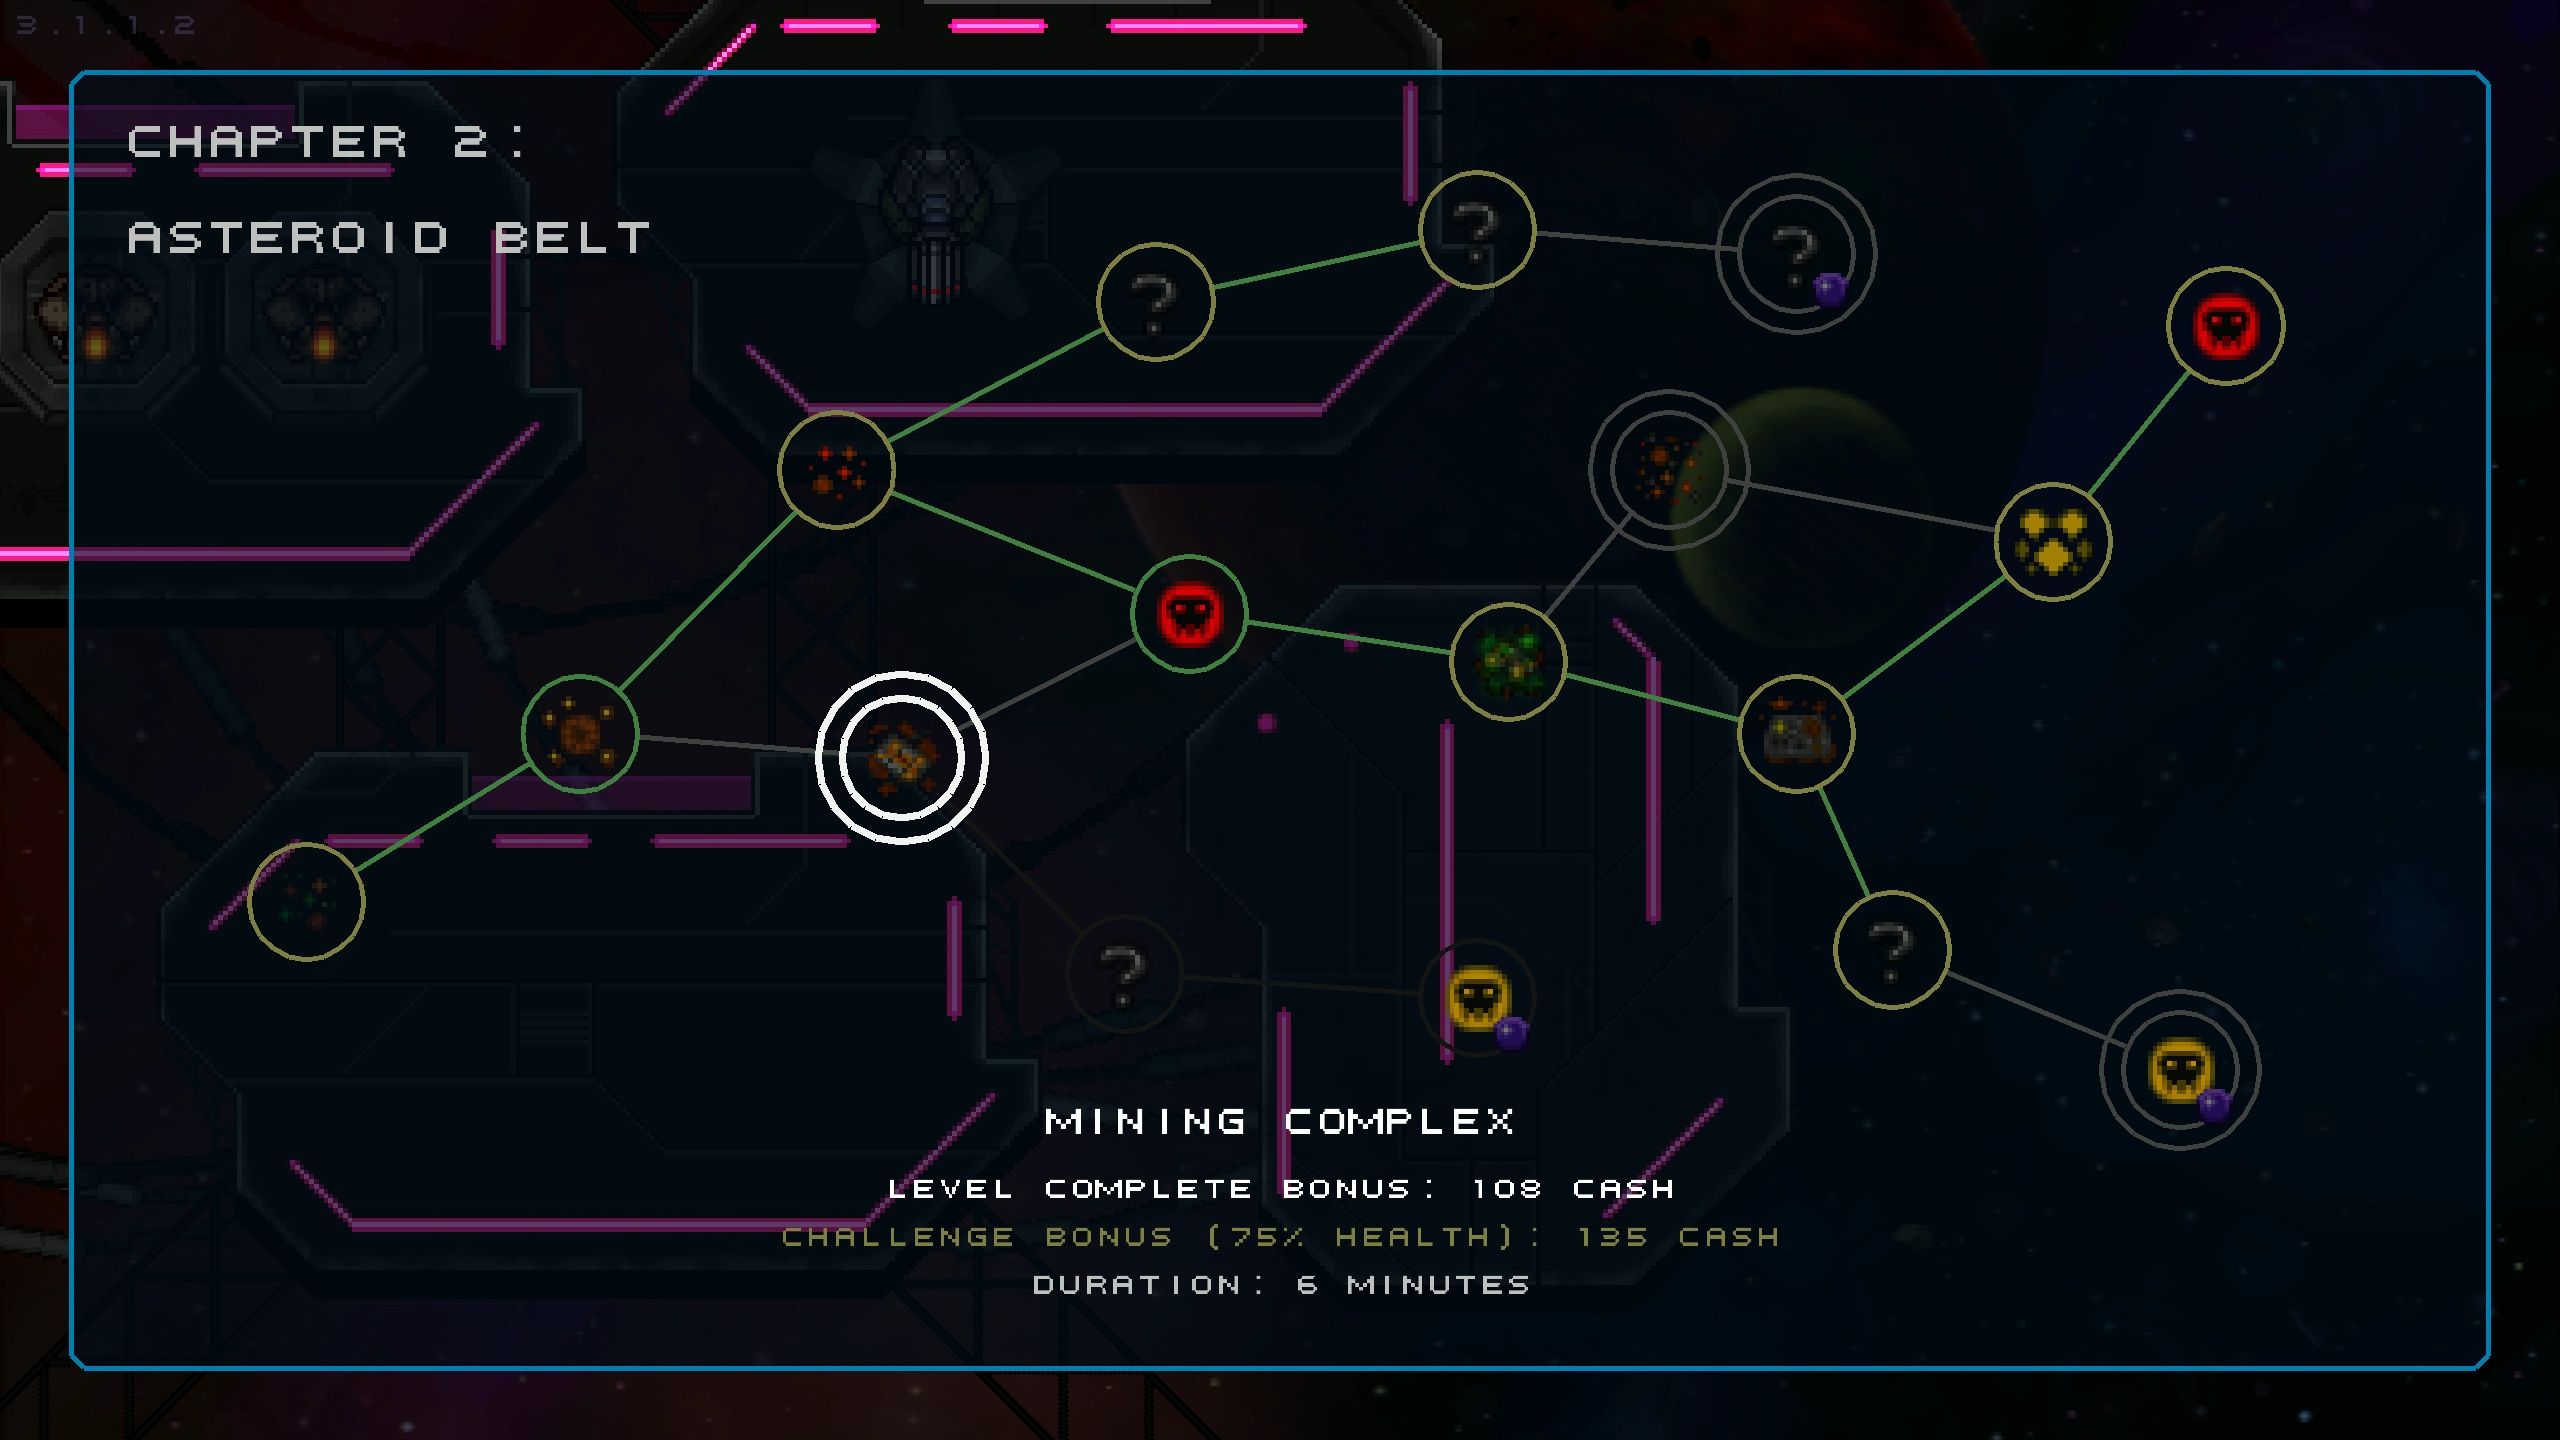 3.1.1.2
CHAPTER 2:
ASTEROID BELT
?
?
?
?
?
MINING COMPLEX
LEVEL COMPLETE BONUS: 108 CASH
CHALLENGE BONUS (75% HEALTH): 135 CASH
DURATION: 6 MINUTES